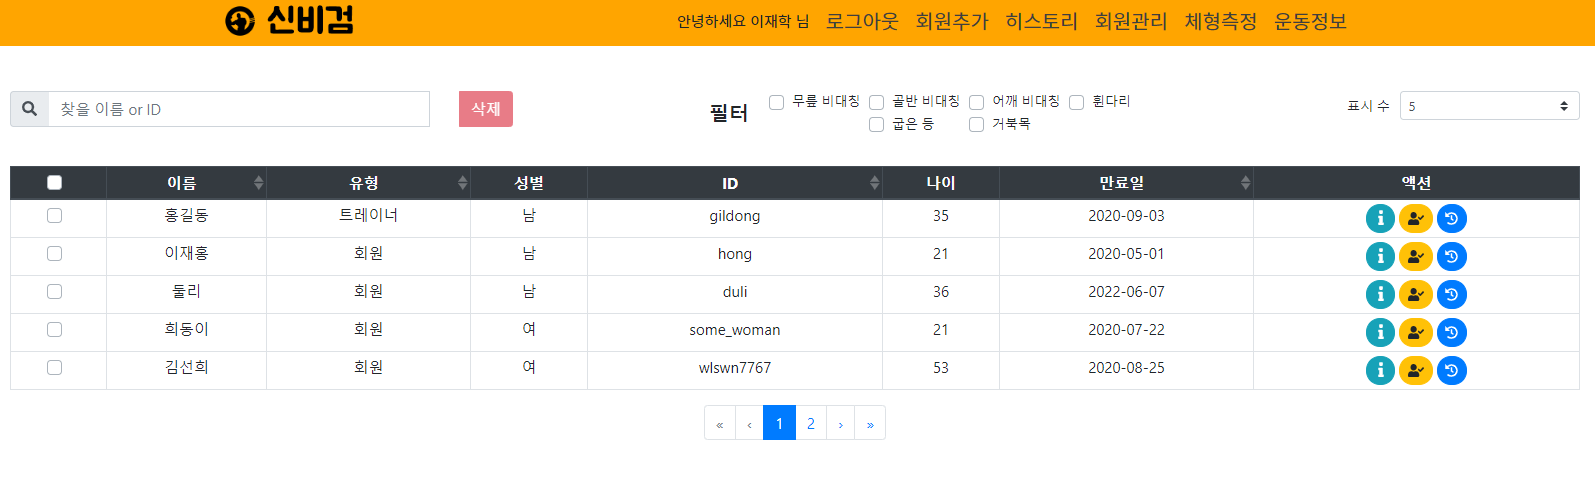 신비검
안녕하세요 이재학 님 로그아웃 회원추가 히스토리 회원관리 체형측정 운동정보
찾을 이름 or ID
삭제
필터
무릎 비대칭 골반 비대칭 어깨 비대칭 휜다리
굽은 등 거북목
표시 수 5
이름 유형 성별 ID 나이 만료일 액션
홍길동 트레이너 남 gildong 35 2020-09-03
이재홍 회원 남 hong 21 2020-05-01
둘리 회원 남 duli 36 2022-06-07
희동이 회원 여 some_woman 21 2020-07-22
김선희 회원 여 wlswn7767 53 2020-08-25
« ‹ 1 2 › »